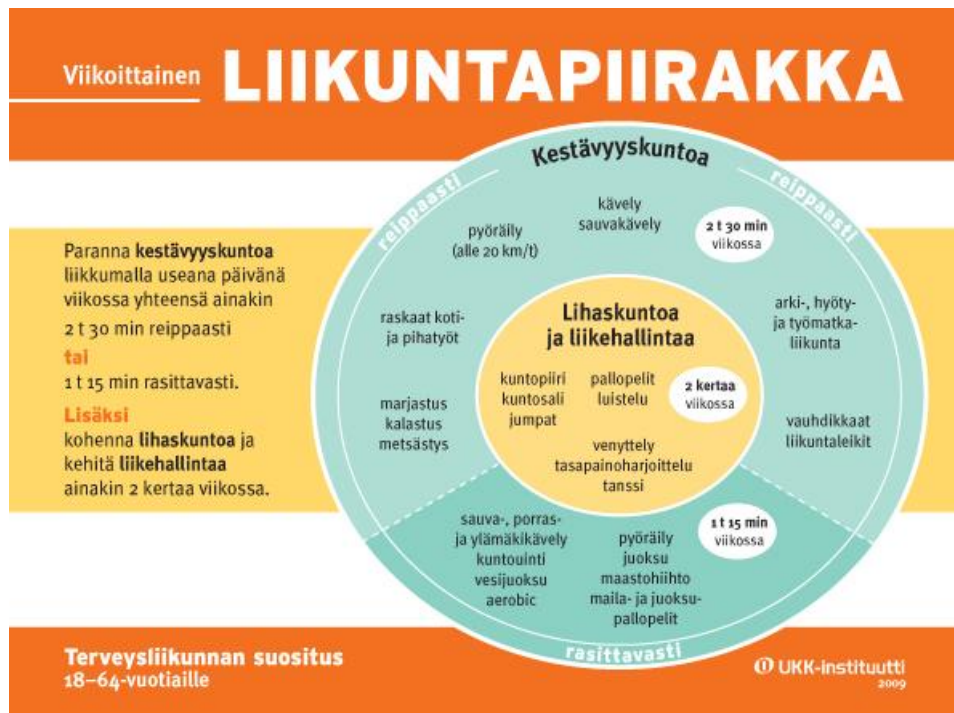 Viikoittainen LIIKUNTAPIIRAKKA
Paranna kestävyyskuntoa
liikkumalla useana päivänä
viikossa yhteensä ainakin
2 t 30 min reippaasti
tai
1 t 15 min rasittavasti.
Lisäksi
kohenna lihaskuntoa ja
kehitä liikehallintaa
ainakin 2 kertaa viikossa.
Kestävyyskuntoa
reippaasti
reippaasti
kävely
sauvakävely
2 t 30 min
viikossa
pyöräily
(alle 20 km/t)
raskaat koti-
ja pihatyöt
marjastus
kalastus
metsästys
arki-, hyöty-
ja työmatka-
liikunta
vauhdikkaat
liikuntaleikit
Lihaskuntoa
ja liikehallintaa
kuntopiiri
kuntosali
jumpat
pallopelit
luistelu
2 kertaa
viikossa
venyttely
tasapainoharjoittelu
tanssi
sauva-, porras-
ja ylämäkikävely
kuntouinti
vesijuoksu
aerobic
pyöräily
juoksu
maastohiihto
maila- ja juoksu-
pallopelit
1 t 15 min
viikossa
rasittavasti
Terveysliikunnan suositus
18–64-vuotiaille
UKK-instituutti
2009